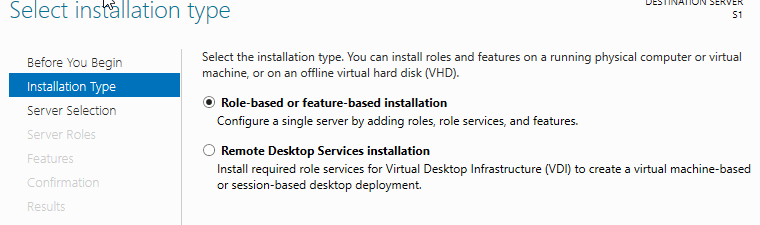 Select installation type
DESTINATION SERVER
S1
Before You Begin
Installation Type
Server Selection
Server Roles
Features
Confirmation
Results
Select the installation type. You can install roles and features on a running physical computer or virtual
machine, or on an offline virtual hard disk (VHD).
Role-based or feature-based installation
Configure a single server by adding roles, role services, and features.
Remote Desktop Services installation
Install required role services for Virtual Desktop Infrastructure (VDI) to create a virtual machine-based
or session-based desktop deployment.